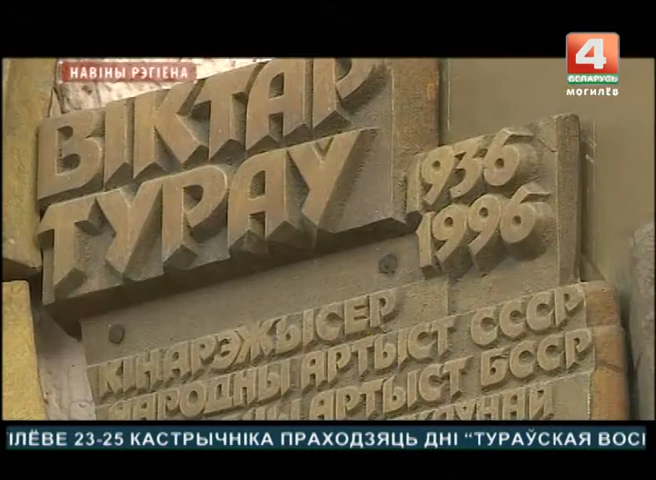 НАВІНЫ РЭГІЁНА
4
БЕЛАРУСЬ
МОГИЛЁВ
ВІКТАР
ТУРАЎ
1936
1996
КІНАРЭЖЫСЕР
НАРОДНЫ АРТЫСТ СССР
АРТЫСТ БССР
ІЛЁВЕ 23-25 КАСТРЫЧНІКА ПРАХОДЗЯЦЬ ДНІ “ТУРАЎСКАЯ ВОСІ